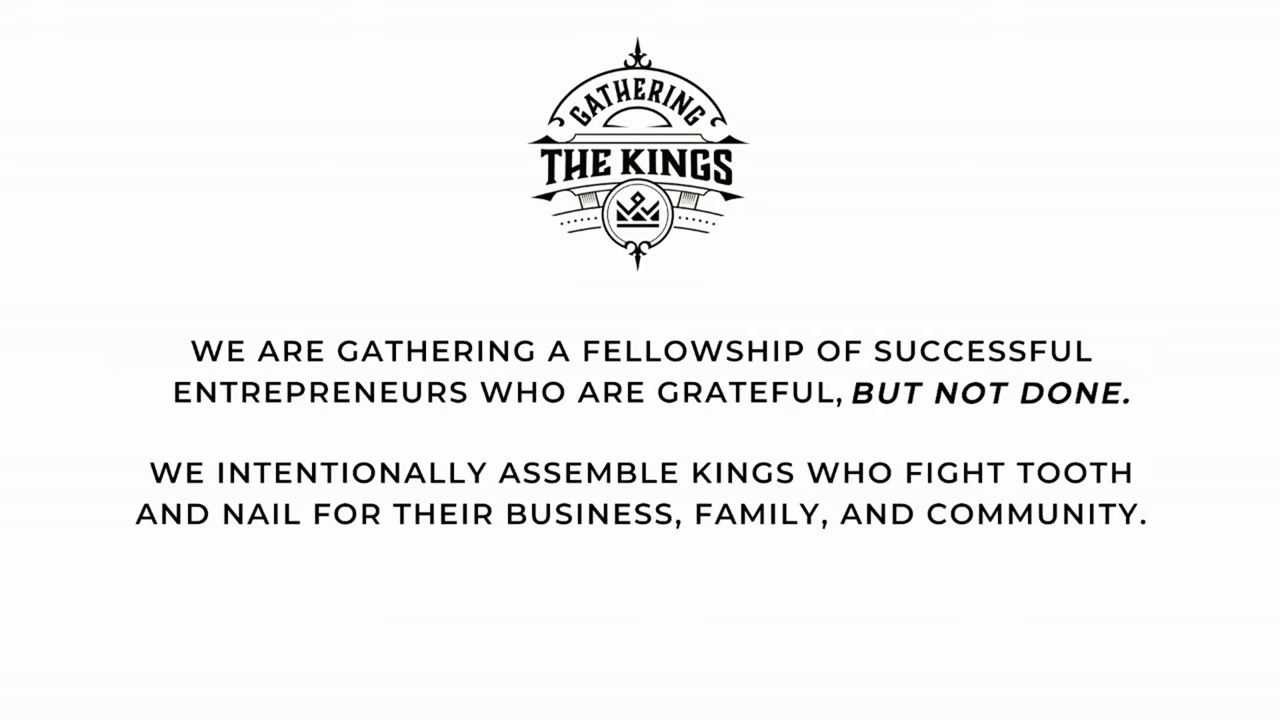 GATHERING
THE KINGS
WE ARE GATHERING A FELLOWSHIP OF SUCCESSFUL
ENTREPRENEURS WHO ARE GRATEFUL, BUT NOT DONE.
WE INTENTIONALLY ASSEMBLE KINGS WHO FIGHT TOOTH
AND NAIL FOR THEIR BUSINESS, FAMILY, AND COMMUNITY.